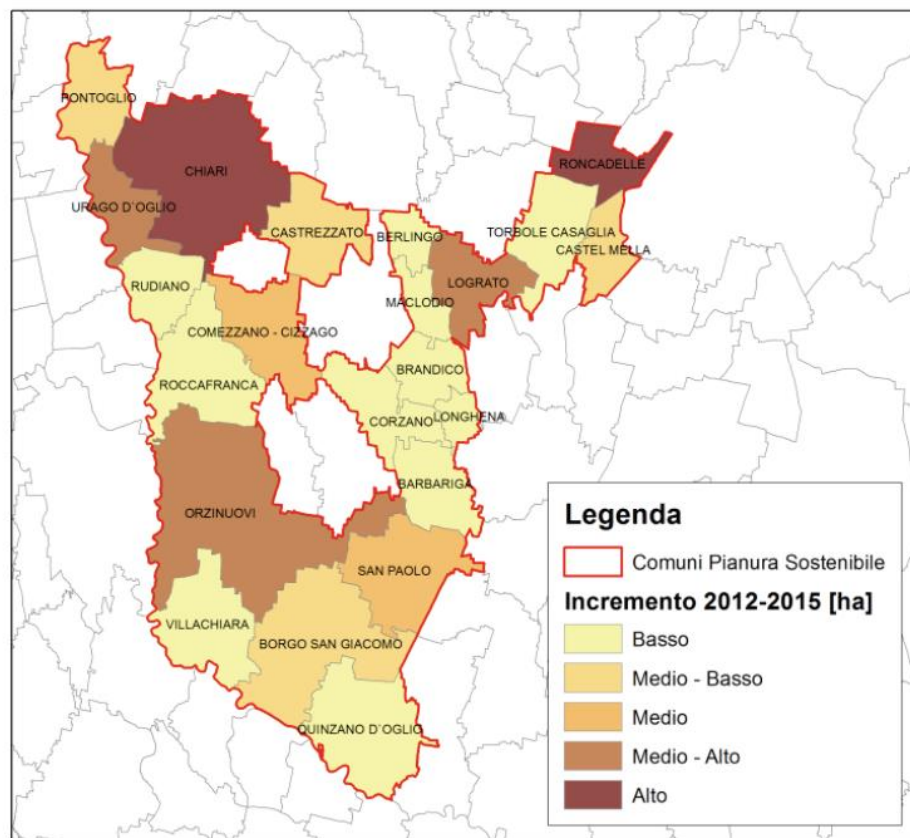 PONTOGLIO
CHIARI
RONCADELLE
URAGO D`OGLIO
CASTREZZATO
BERLINGO
TORBOLE CASAGLIA
CASTEL MELLA
RUDIANO
LOGRATO
MACLODIO
COMEZZANO - CIZZAGO
BRANDICO
ROCCAFRANCA
CORZANO
LONGHENA
BARBARIGA
ORZINUOVI
SAN PAOLO
VILLACHIARA
BORGO SAN GIACOMO
QUINZANO D`OGLIO
Legenda
Comuni Pianura Sostenibile
Incremento 2012-2015 [ha]
Basso
Medio - Basso
Medio
Medio - Alto
Alto